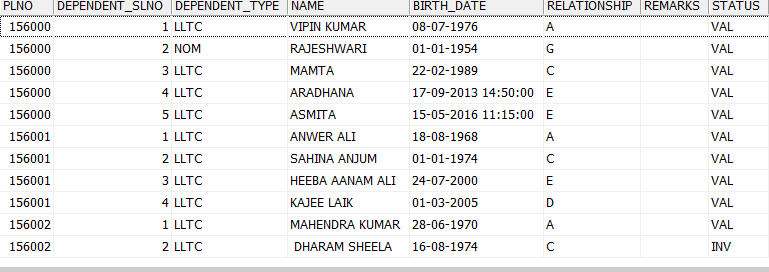 PLNO DEPENDENT_SLNO DEPENDENT_TYPE NAME BIRTH_DATE RELATIONSHIP REMARKS STATUS
156000 1 LLTC VIPIN KUMAR 08-07-1976 A VAL
156000 2 NOM RAJESHWARI 01-01-1954 G VAL
156000 3 LLTC MAMTA 22-02-1989 C VAL
156000 4 LLTC ARADHANA 17-09-2013 14:50:00 E VAL
156000 5 LLTC ASMITA 15-05-2016 11:15:00 E VAL
156001 1 LLTC ANWER ALI 18-08-1968 A VAL
156001 2 LLTC SAHINA ANJUM 01-01-1974 C VAL
156001 3 LLTC HEEBA AANAM ALI 24-07-2000 E VAL
156001 4 LLTC KAJEE LAIK 01-03-2005 D VAL
156002 1 LLTC MAHENDRA KUMAR 28-06-1970 A VAL
156002 2 LLTC DHARAM SHEELA 16-08-1974 C INV